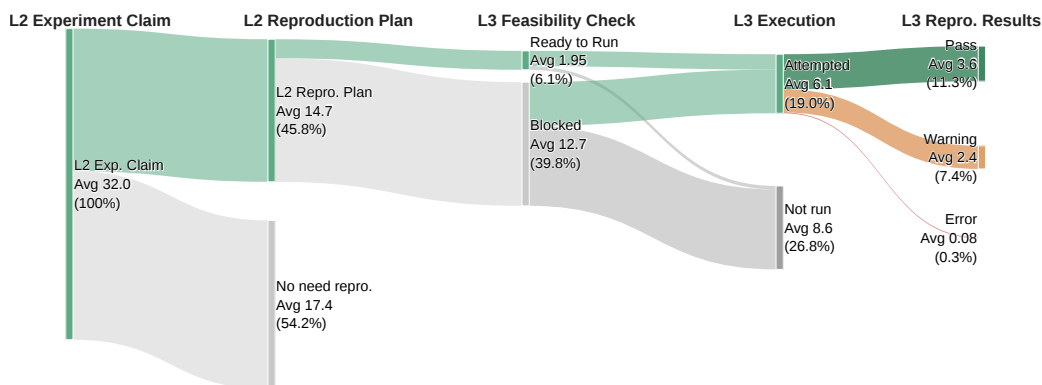 L2 Experiment Claim
L2 Reproduction Plan
L3 Feasibility Check
L3 Execution
L3 Repro. Results
L2 Exp. Claim
Avg 32.0
(100%)
L2 Repro. Plan
Avg 14.7
(45.8%)
No need repro.
Avg 17.4
(54.2%)
Ready to Run
Avg 1.95
(6.1%)
Blocked
Avg 12.7
(39.8%)
Attempted
Avg 6.1
(19.0%)
Not run
Avg 8.6
(26.8%)
Pass
Avg 3.6
(11.3%)
Warning
Avg 2.4
(7.4%)
Error
Avg 0.08
(0.3%)